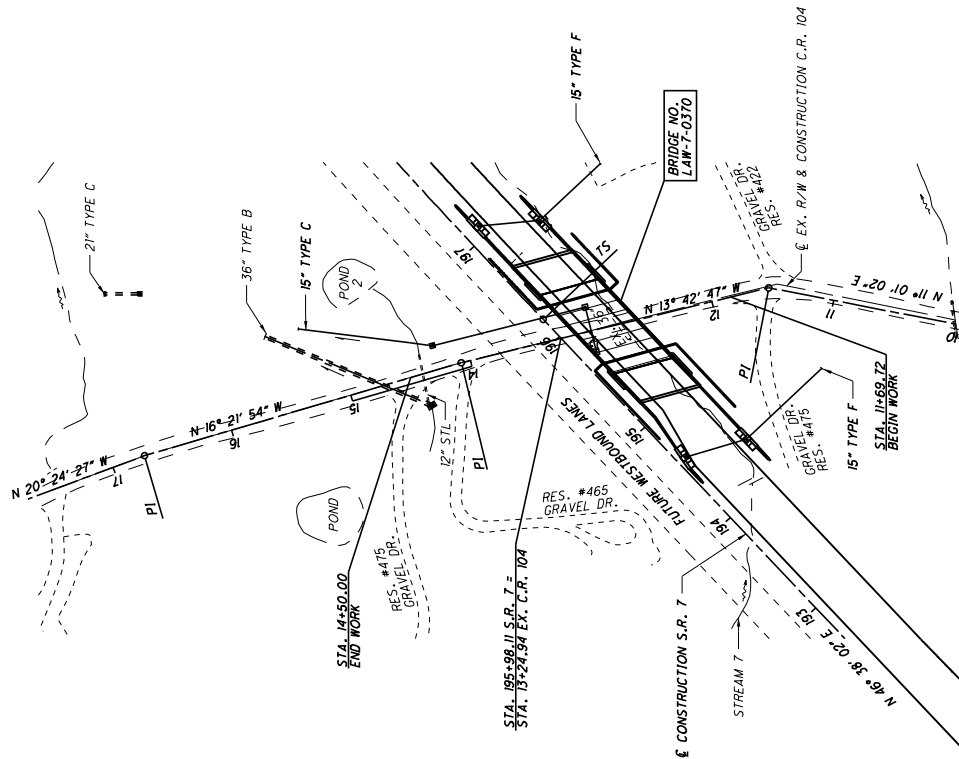 21" TYPE C
36" TYPE B
15" TYPE C
15" TYPE F
POND
2
BRIDGE NO.
LAW-7-0370
N 20° 24' 27" W
17
PI
N 16° 21' 54" W
16
15
14
12" STL
PI
POND
RES. #475
GRAVEL DR.
RES. #465
GRAVEL DR.
STA. 14+50.00
END WORK
STA. 195+98.11 S.R. 7 =
STA. 13+24.94 EX. C.R. 104
FUTURE WESTBOUND LANES
197
196
195
194
193
TS
EX. 36"
N 13° 42' 47" W
12
11
10
GRAVEL DR.
RES. #422
℄ EX. R/W & CONSTRUCTION C.R. 104
N 11° 01' 02" E
PI
STA. 11+69.72
BEGIN WORK
GRAVEL DR.
RES. #475
15" TYPE F
℄ CONSTRUCTION S.R. 7
STREAM 7
N 46° 38' 02" E